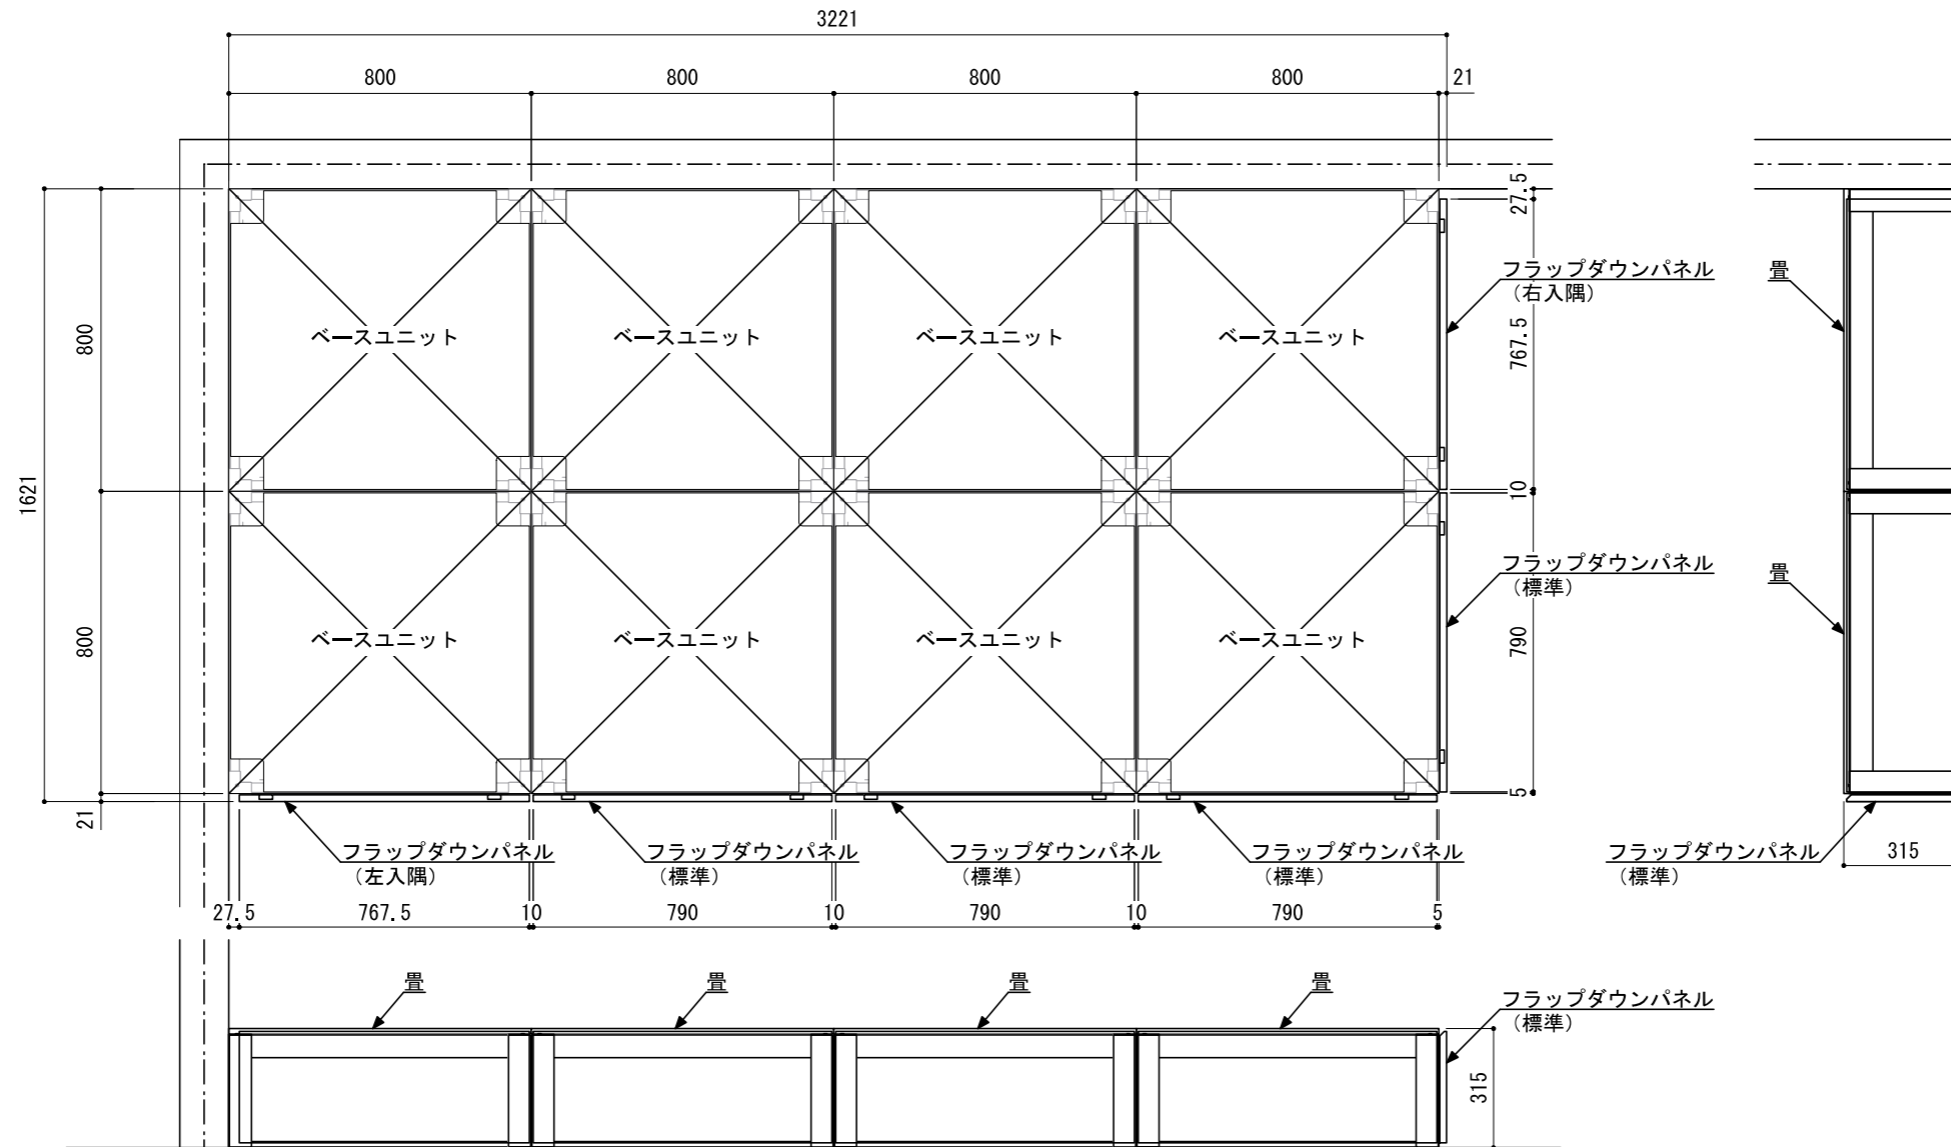 3221
800 800 800 800 21
27.5
フラップダウンパネル
（右入隅）
畳
800
ベースユニット ベースユニット ベースユニット ベースユニット
767.5
1621
10
フラップダウンパネル
（標準）
畳
800
ベースユニット ベースユニット ベースユニット ベースユニット
790
5
21
フラップダウンパネル フラップダウンパネル フラップダウンパネル フラップダウンパネル フラップダウンパネル 315
（左入隅） （標準） （標準） （標準） （標準）
27.5 767.5 10 790 10 790 10 790 5
畳 畳 畳 畳
フラップダウンパネル
（標準）
315